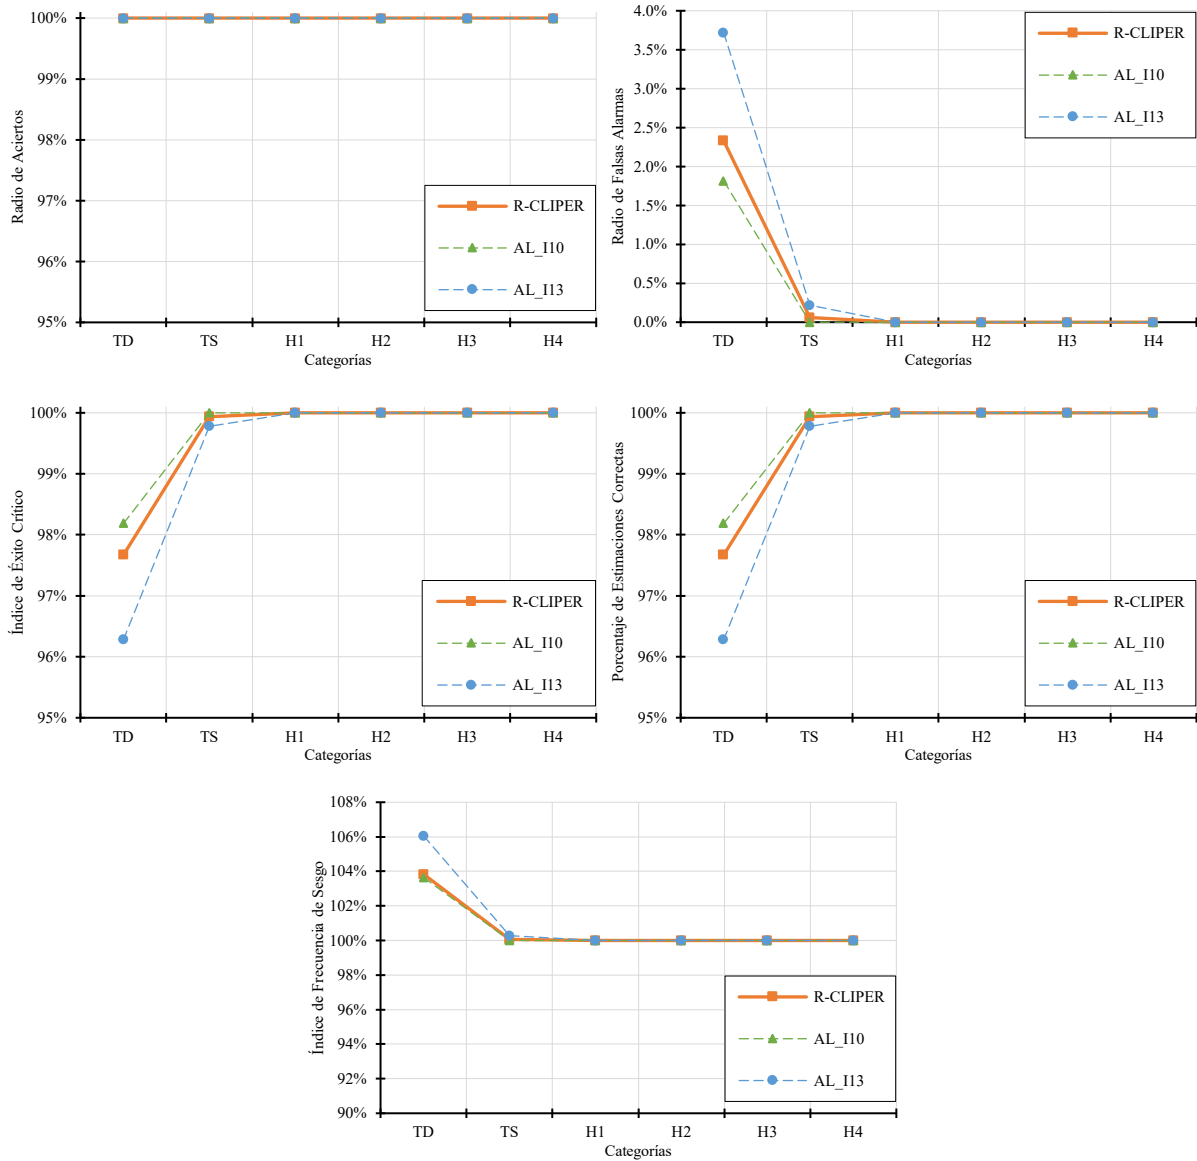 100%
99%
98%
97%
96%
95%
Radio de Aciertos
TD TS H1 H2 H3 H4
Categorías
R-CLIPER
AL_I10
AL_I13
4.0%
3.5%
3.0%
2.5%
2.0%
1.5%
1.0%
0.5%
0.0%
Radio de Falsas Alarmas
TD TS H1 H2 H3 H4
Categorías
R-CLIPER
AL_I10
AL_I13
100%
99%
98%
97%
96%
95%
Índice de Éxito Crítico
TD TS H1 H2 H3 H4
Categorías
R-CLIPER
AL_I10
AL_I13
100%
99%
98%
97%
96%
95%
Porcentaje de Estimaciones Correctas
TD TS H1 H2 H3 H4
Categorías
R-CLIPER
AL_I10
AL_I13
108%
106%
104%
102%
100%
98%
96%
94%
92%
90%
Índice de Frecuencia de Sesgo
TD TS H1 H2 H3 H4
Categorías
R-CLIPER
AL_I10
AL_I13